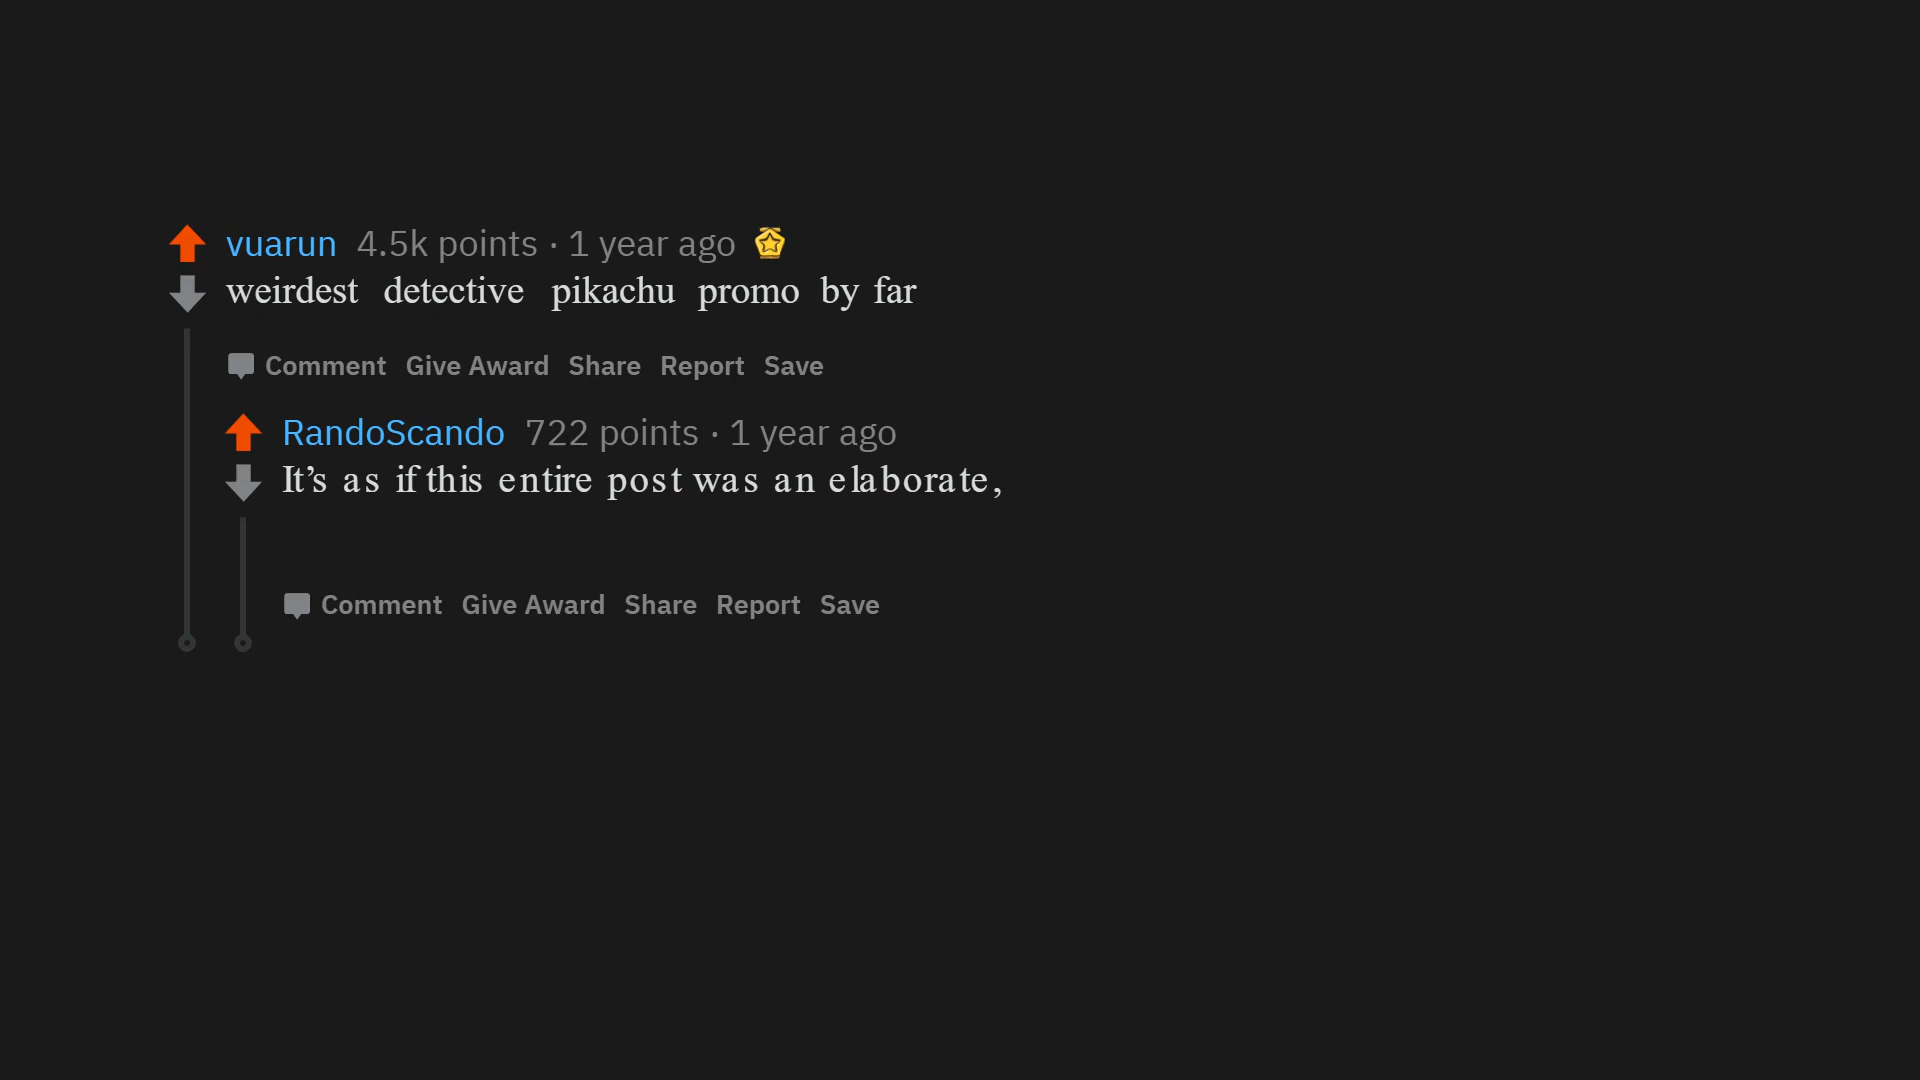 vuarun 4.5k points · 1 year ago
weirdest detective pikachu promo by far
Comment Give Award Share Report Save
RandoScando 722 points · 1 year ago
It’s as if this entire post was an elaborate,
Comment Give Award Share Report Save